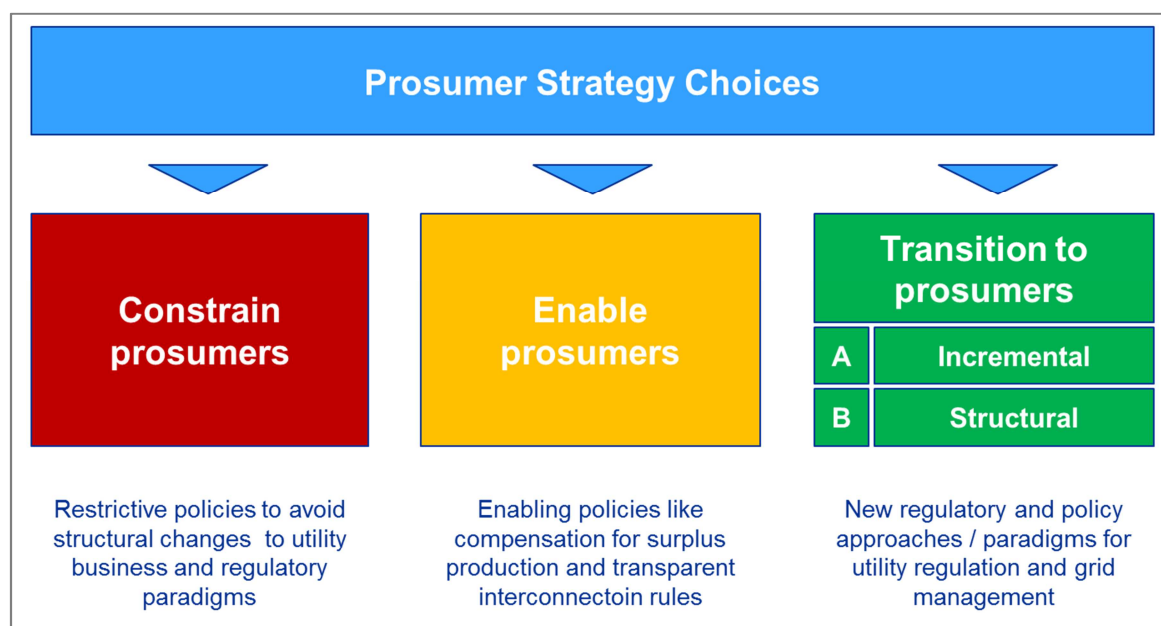 Prosumer Strategy Choices
Constrain
prosumers
Enable
prosumers
Transition to
prosumers
A Incremental
B Structural
Restrictive policies to avoid
structural changes to utility
business and regulatory
paradigms
Enabling policies like
compensation for surplus
production and transparent
interconnectoin rules
New regulatory and policy
approaches / paradigms for
utility regulation and grid
management